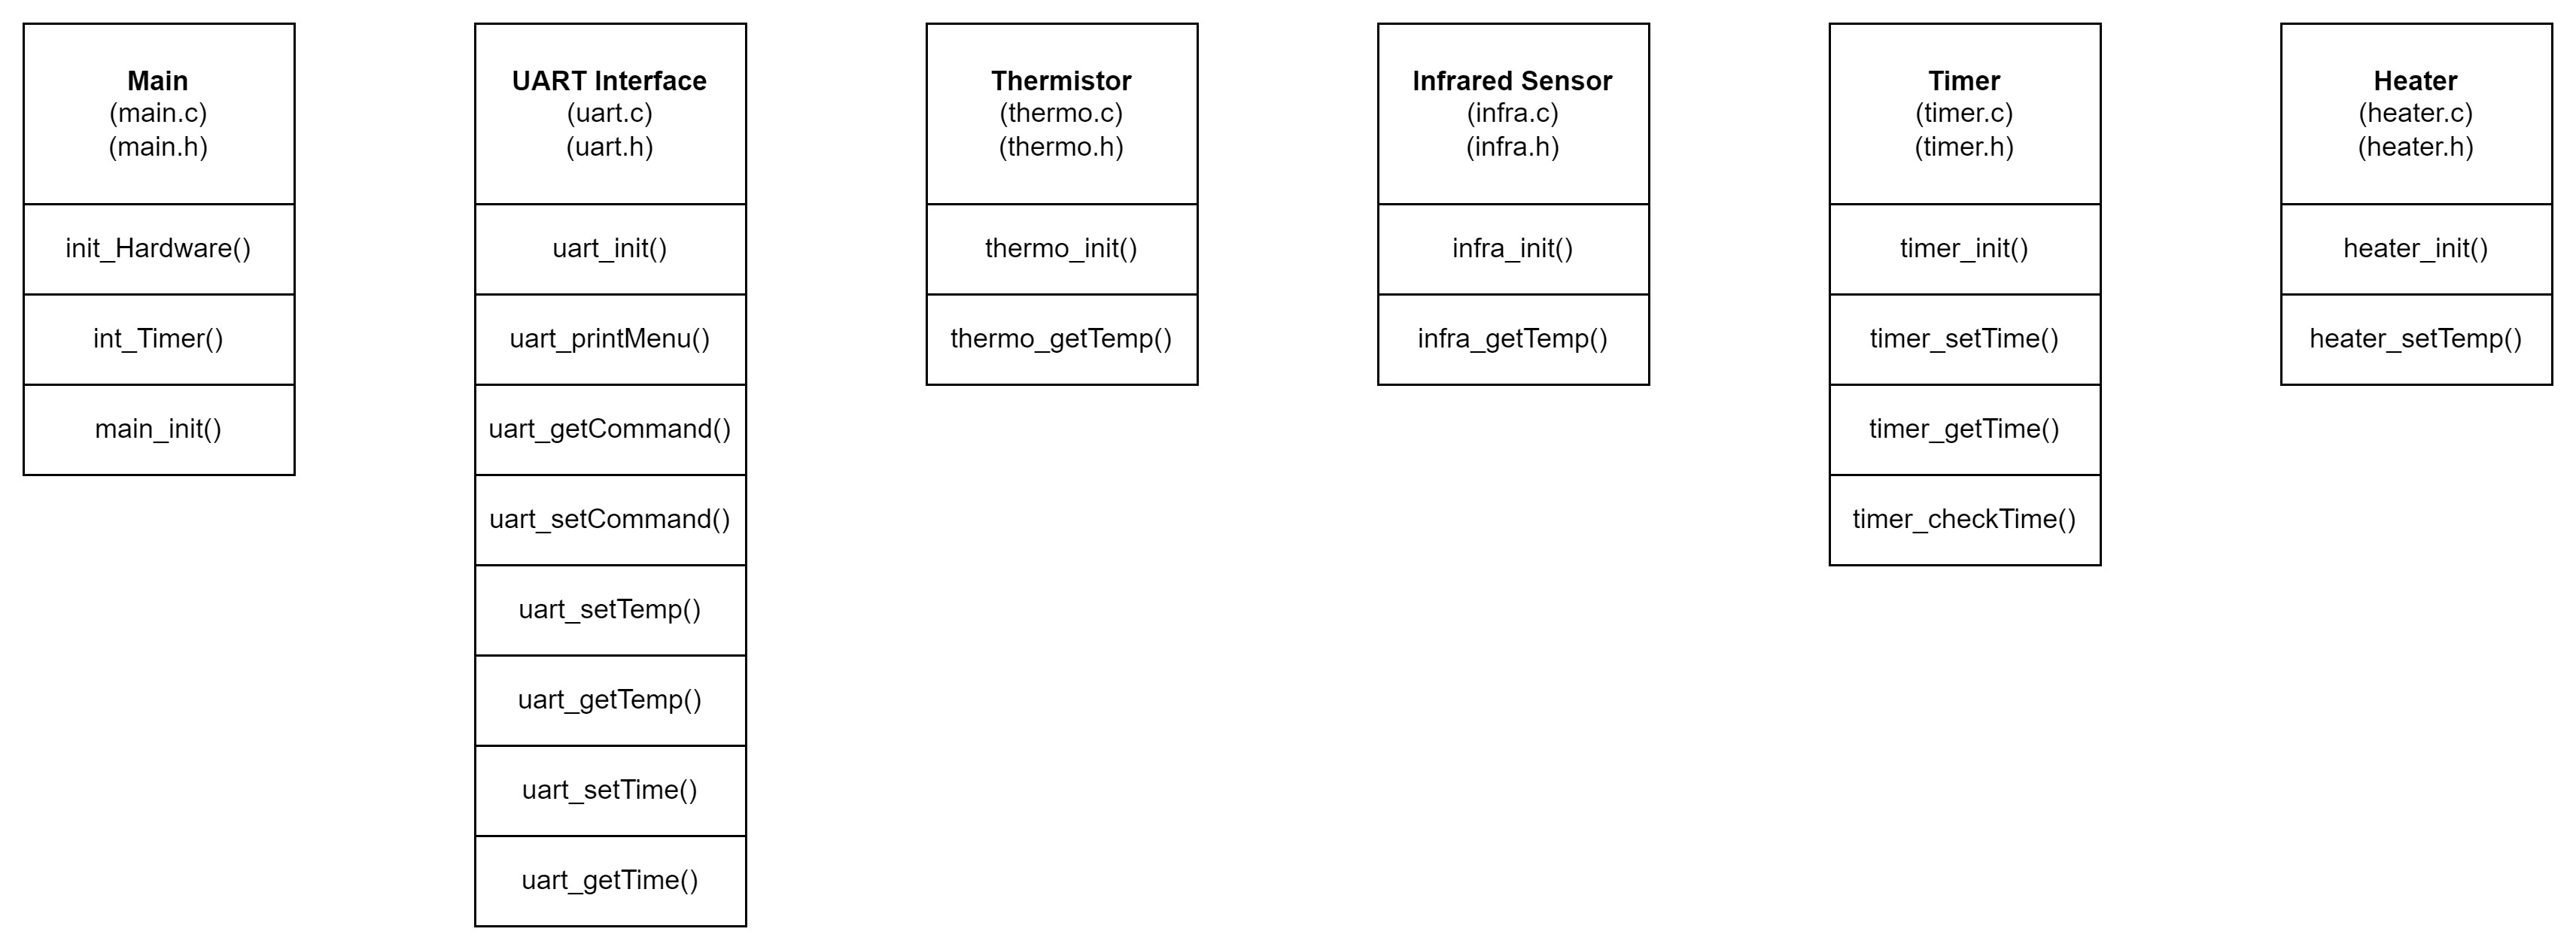 Main
(main.c)
(main.h)
init_Hardware()
int_Timer()
main_init()
UART Interface
(uart.c)
(uart.h)
uart_init()
uart_printMenu()
uart_getCommand()
uart_setCommand()
uart_setTemp()
uart_getTemp()
uart_setTime()
uart_getTime()
Thermistor
(thermo.c)
(thermo.h)
thermo_init()
thermo_getTemp()
Infrared Sensor
(infra.c)
(infra.h)
infra_init()
infra_getTemp()
Timer
(timer.c)
(timer.h)
timer_init()
timer_setTime()
timer_getTime()
timer_checkTime()
Heater
(heater.c)
(heater.h)
heater_init()
heater_setTemp()